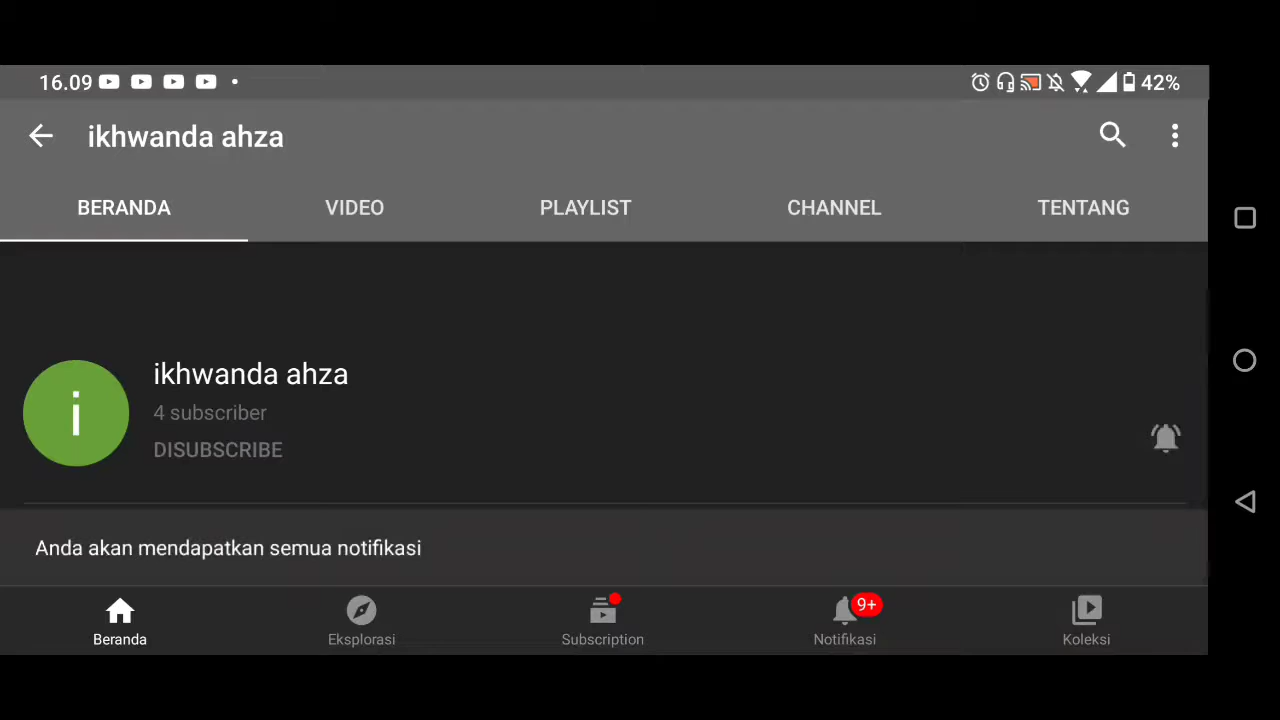 16.09 42%
ikhwanda ahza
BERANDA VIDEO PLAYLIST CHANNEL TENTANG
i
ikhwanda ahza
4 subscriber
DISUBSCRIBE
Anda akan mendapatkan semua notifikasi
9+
Beranda Eksplorasi Subscription Notifikasi Koleksi